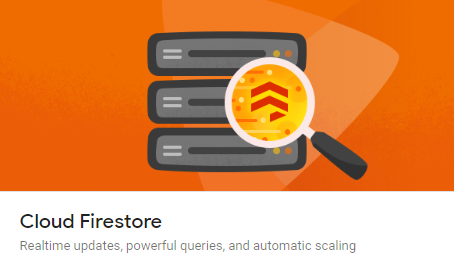 Cloud Firestore
Realtime updates, powerful queries, and automatic scaling